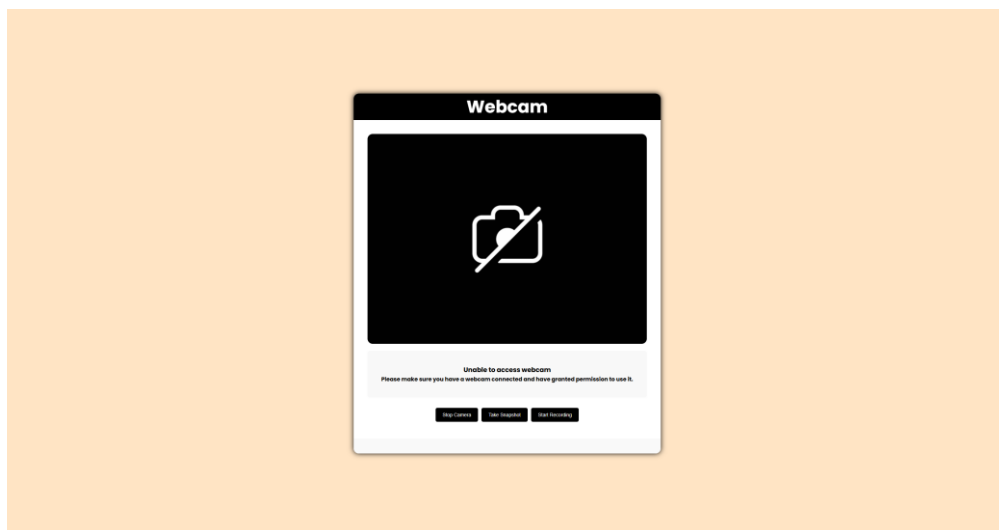 Webcam
Unable to access webcam
Please make sure you have a webcam connected and have granted permission to use it.
Stop Camera
Take Snapshot
Start Recording